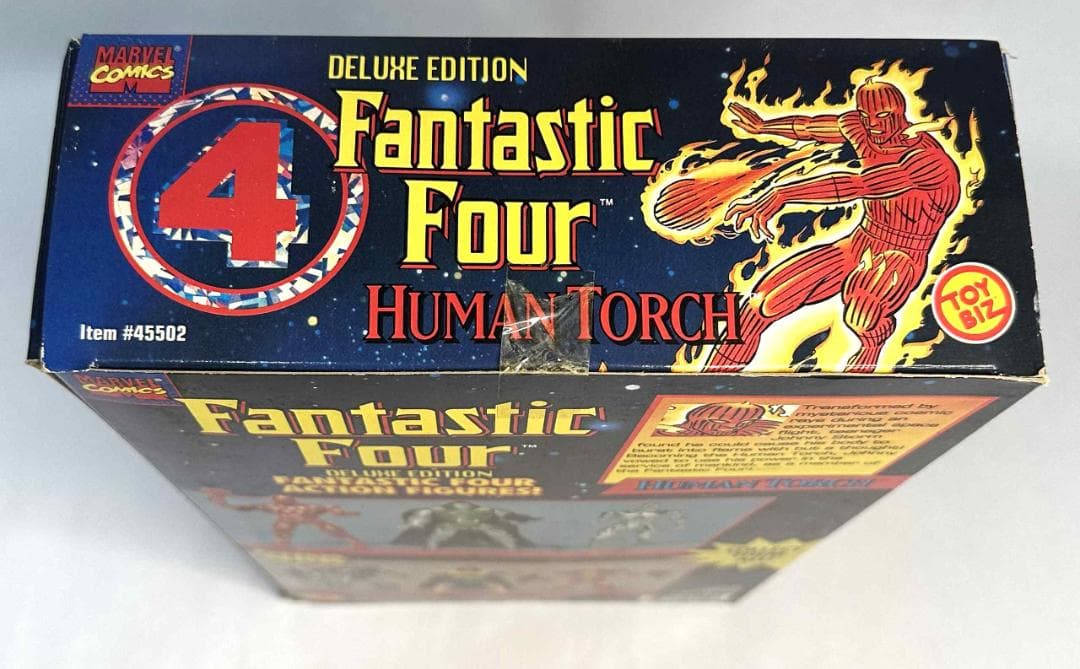 MARVEL
COMICS
M
4
DELUXE EDITION
Fantastic
Four™
HUMAN TORCH
TOY
BIZ
Item #45502
MARVEL
COMICS
Fantastic
Four™
DELUXE EDITION
FANTASTIC FOUR
ACTION FIGURES!
Transformed by
mysterious cosmic
rays during an
experimental space
flight, teenager
Johnny Storm
found he could cause his body to
burst into flame with but a thought!
Becoming the Human Torch, Johnny
vowed to use his power in the
service of mankind, as a member of
the Fantastic Four!
HUMAN TORCH